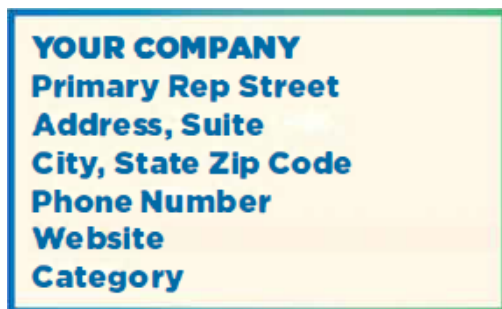 YOUR COMPANY
Primary Rep Street
Address, Suite
City, State Zip Code
Phone Number
Website
Category